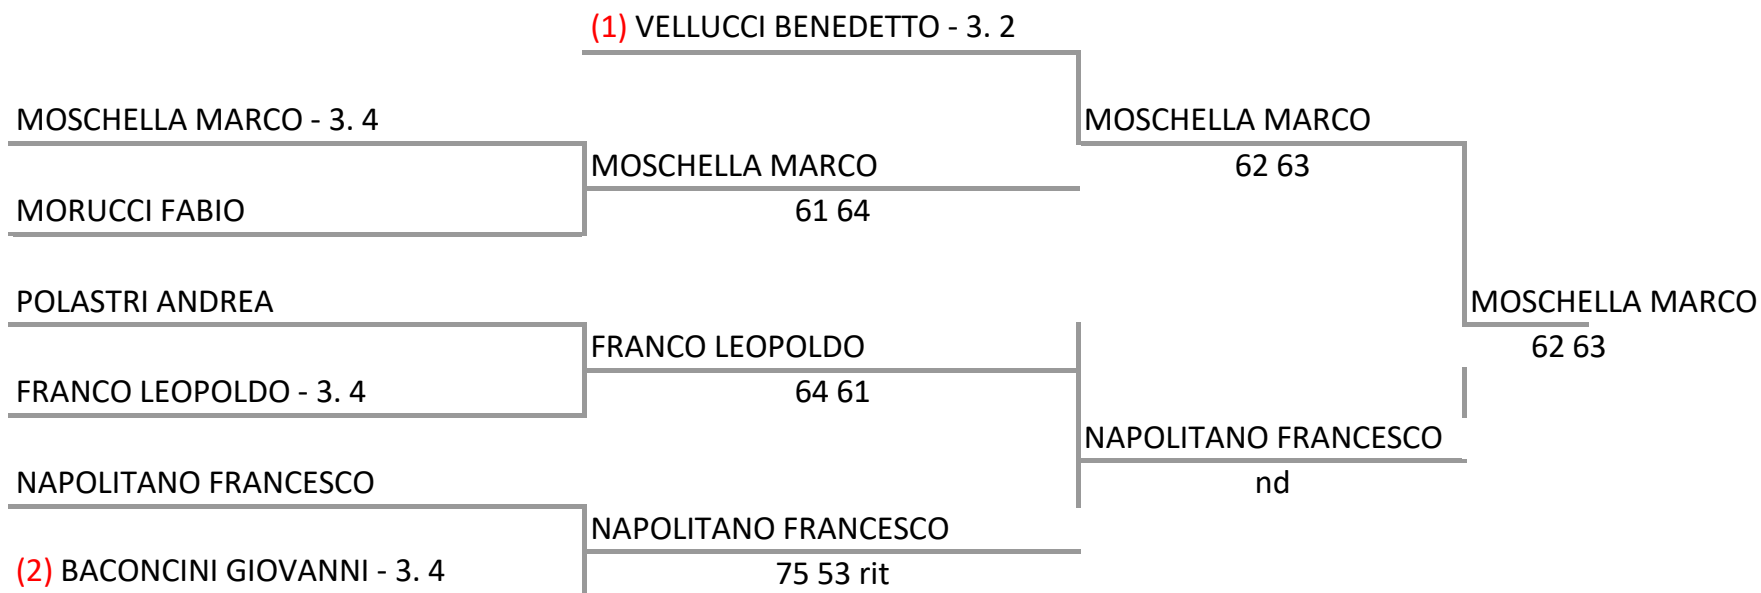 (1) VELLUCCI BENEDETTO - 3. 2
MOSCHELLA MARCO - 3. 4
MOSCHELLA MARCO
MOSCHELLA MARCO
62 63
MORUCCI FABIO
61 64
POLASTRI ANDREA
MOSCHELLA MARCO
FRANCO LEOPOLDO
62 63
FRANCO LEOPOLDO - 3. 4
64 61
NAPOLITANO FRANCESCO
NAPOLITANO FRANCESCO
nd
NAPOLITANO FRANCESCO
(2) BACONCINI GIOVANNI - 3. 4
75 53 rit